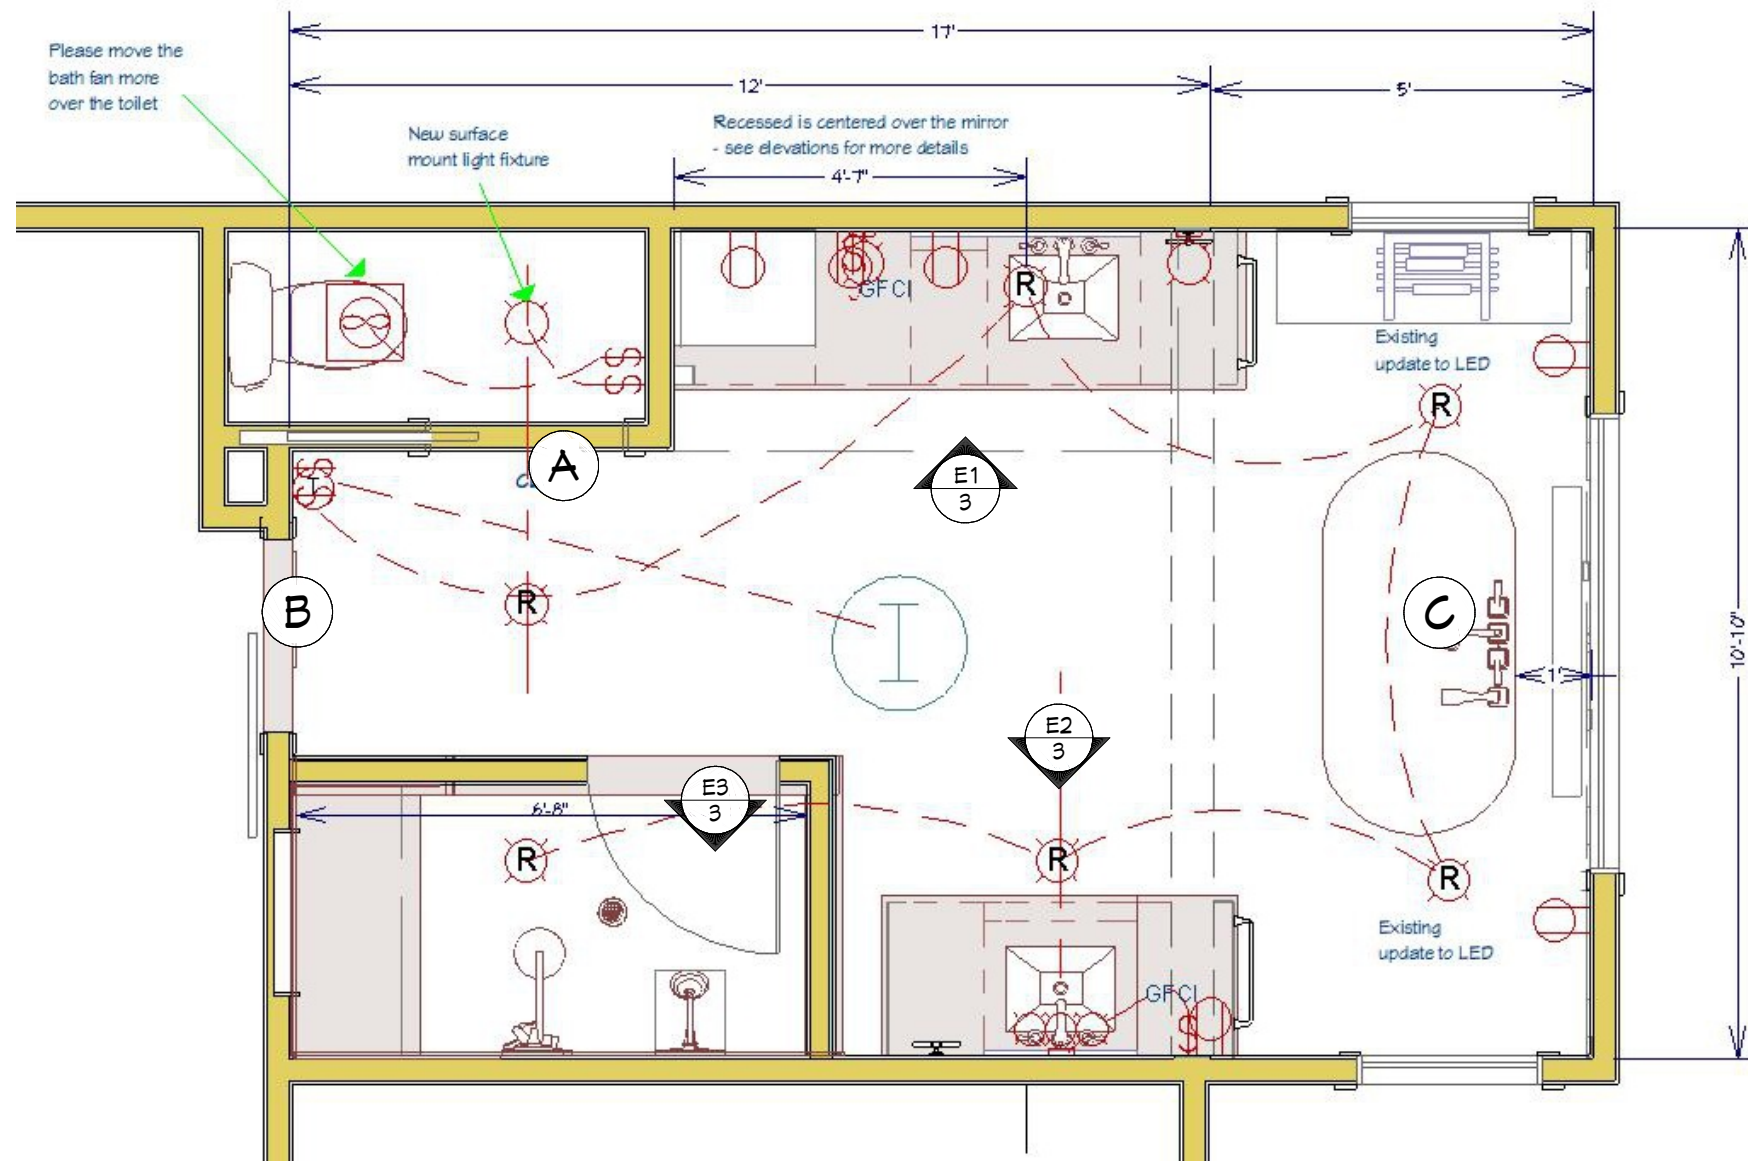 17'
Please move the
bath fan more
over the toilet
12'
5'
New surface
mount light fixture
Recessed is centered over the mirror
- see elevations for more details
4'-7"
GFCI
R
Existing
update to LED
R
SS
SS
A
E1
3
T
B
R
I
C
10'-10"
1'
E2
3
E3
3
6'-8"
R
R
R
Existing
update to LED
GFCI